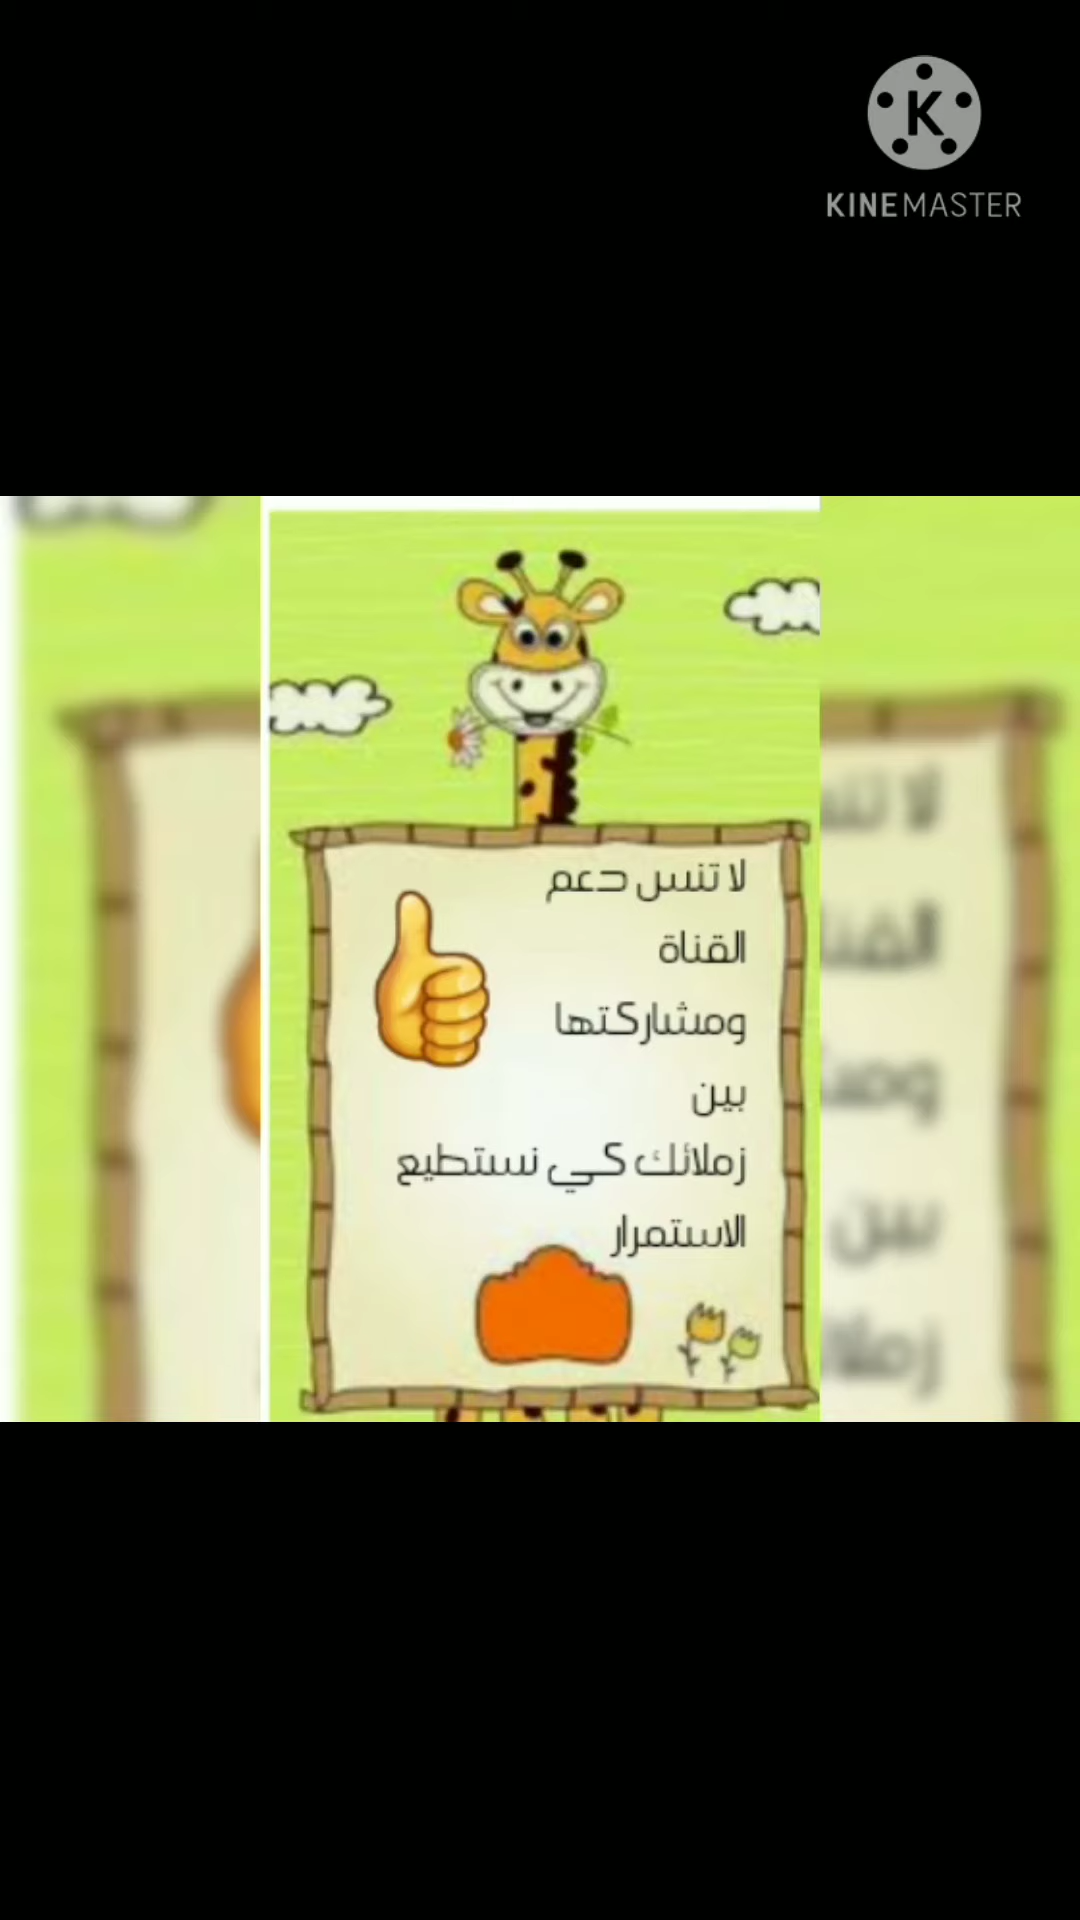 K
KINEMASTER
لا تنس دعم
القناة
ومشاركتها
بين
زملائك كي نستطيع
الاستمرار